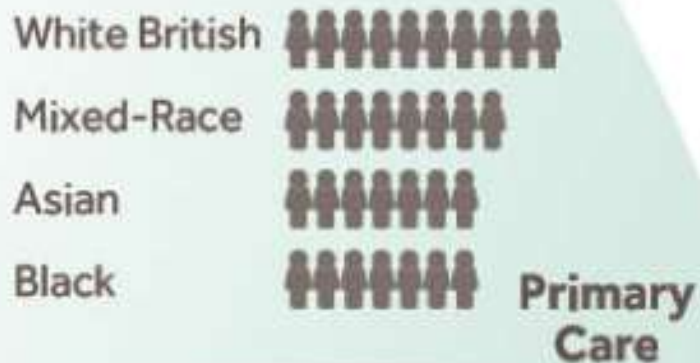 White British
Mixed-Race
Asian
Black
Primary
Care